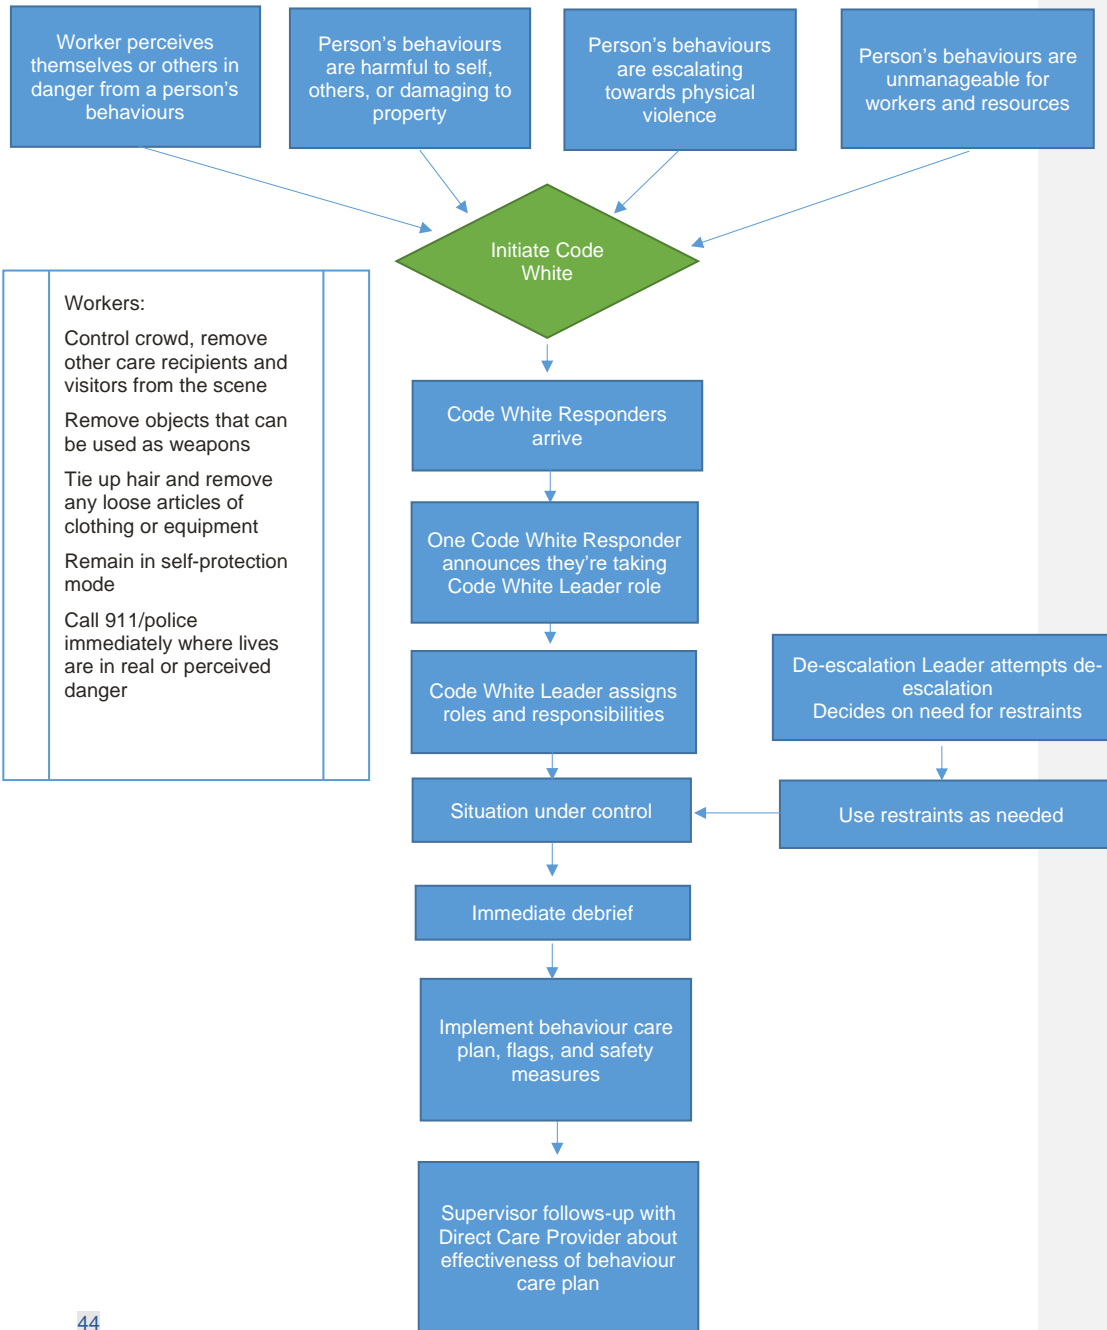 Worker perceives
themselves or others in
danger from a person's
behaviours
Person's behaviours
are harmful to self,
others, or damaging to
property
Person's behaviours
are escalating
towards physical
violence
Person's behaviours are
unmanageable for
workers and resources
Initiate Code
White
Workers:
Control crowd, remove
other care recipients and
visitors from the scene
Remove objects that can
be used as weapons
Tie up hair and remove
any loose articles of
clothing or equipment
Remain in self-protection
mode
Call 911/police
immediately where lives
are in real or perceived
danger
Code White Responders
arrive
One Code White Responder
announces they're taking
Code White Leader role
Code White Leader assigns
roles and responsibilities
De-escalation Leader attempts de-
escalation
Decides on need for restraints
Situation under control
Use restraints as needed
Immediate debrief
Implement behaviour care
plan, flags, and safety
measures
Supervisor follows-up with
Direct Care Provider about
effectiveness of behaviour
care plan
44